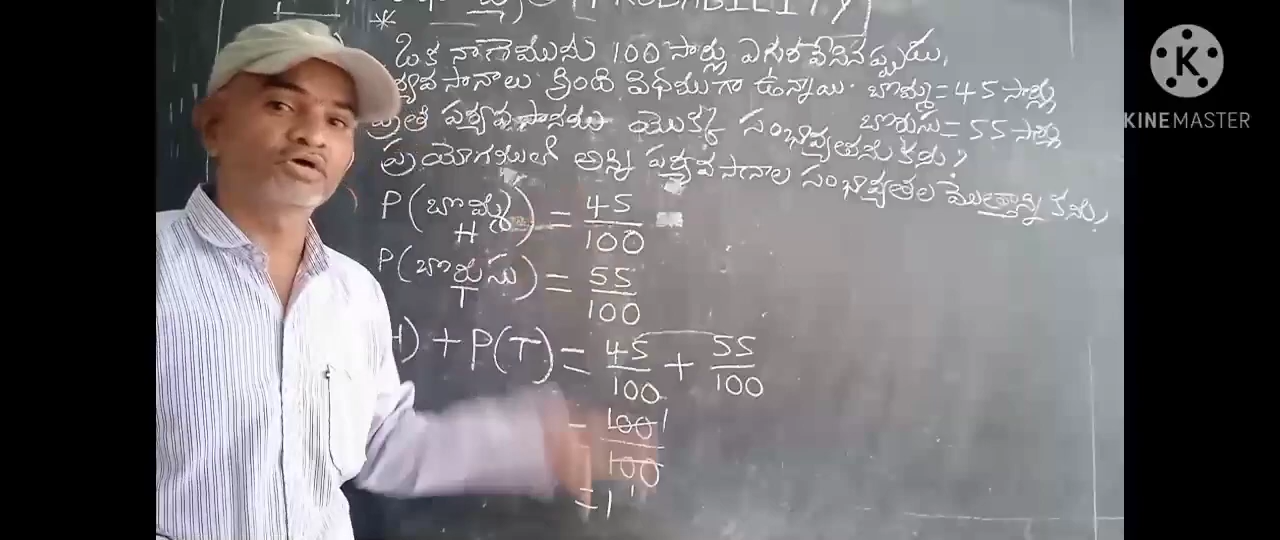 PROBABILITY
* ఒక నాణెమును 100 సార్లు ఎగురవేసినప్పుడు,
పర్యవసానాలు క్రింది విధముగా ఉన్నాయి. బొమ్మ = 45 సార్లు
బొరుసు = 55 సార్లు
ప్రతి పర్యవసానము యొక్క సంభావ్యతను కను?
ప్రయోగములో అన్ని పర్యవసానాల సంభావ్యతల మొత్తాన్ని కను.
P(బొమ్మ) = 45/100
H
P(బొరుసు) = 55/100
T
H) + P(T) = 45/100 + 55/100
= 100/100
= 1
K
KINEMASTER